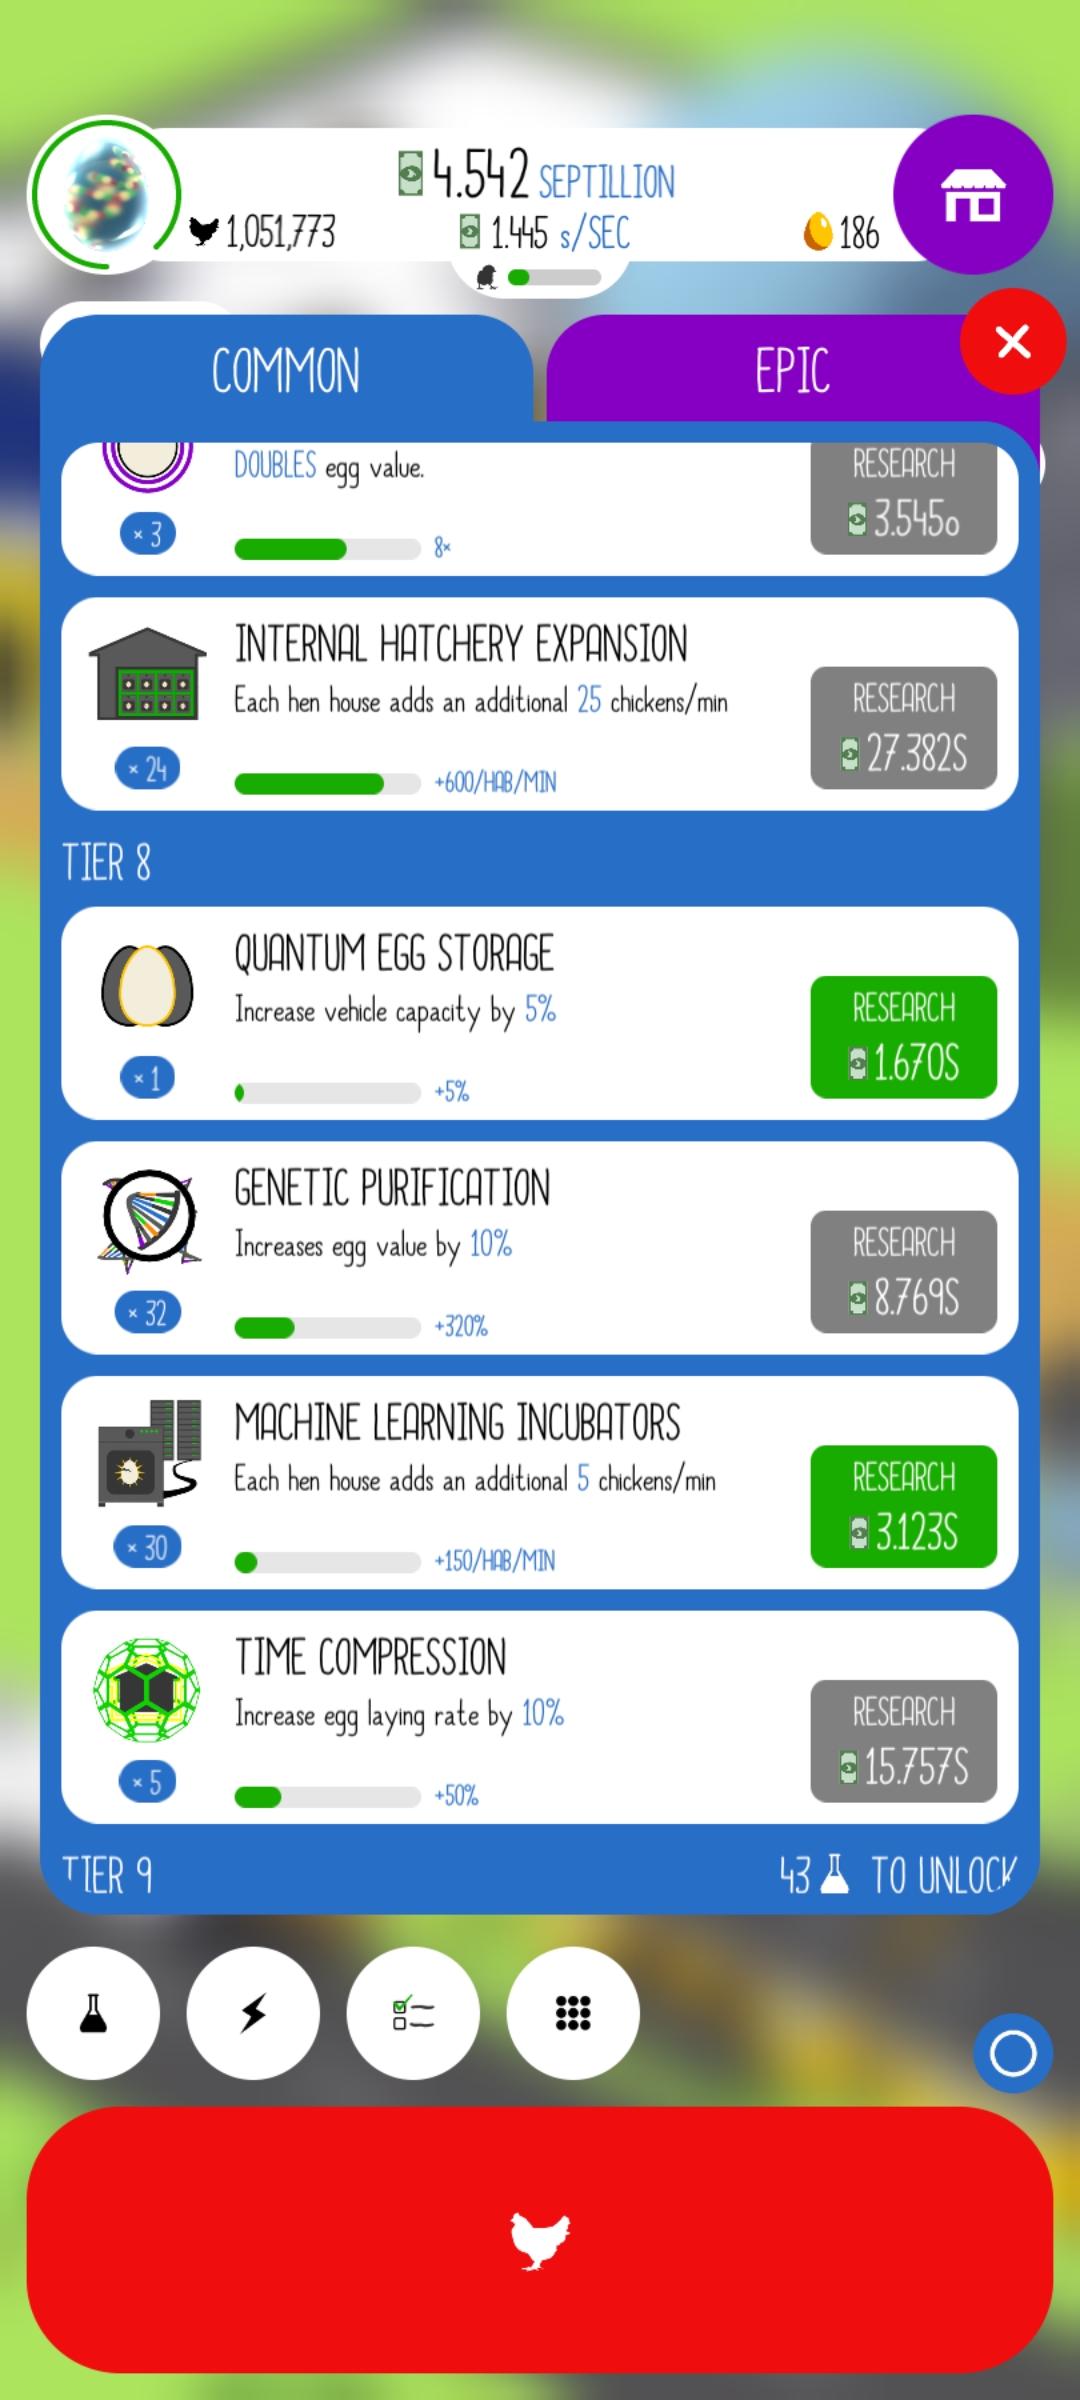 4.542 SEPTILLION
1,051,773
1.445 s/SEC
186
COMMON
EPIC
DOUBLES egg value.
RESEARCH
3.545o
× 3
8×
INTERNAL HATCHERY EXPANSION
Each hen house adds an additional 25 chickens/min
RESEARCH
27.382S
× 24
+600/HAB/MIN
TIER 8
QUANTUM EGG STORAGE
Increase vehicle capacity by 5%
RESEARCH
1.670S
× 1
+5%
GENETIC PURIFICATION
Increases egg value by 10%
RESEARCH
8.769S
× 32
+320%
MACHINE LEARNING INCUBATORS
Each hen house adds an additional 5 chickens/min
RESEARCH
3.123S
× 30
+150/HAB/MIN
TIME COMPRESSION
Increase egg laying rate by 10%
RESEARCH
15.757S
× 5
+50%
TIER 9
43 TO UNLOCK